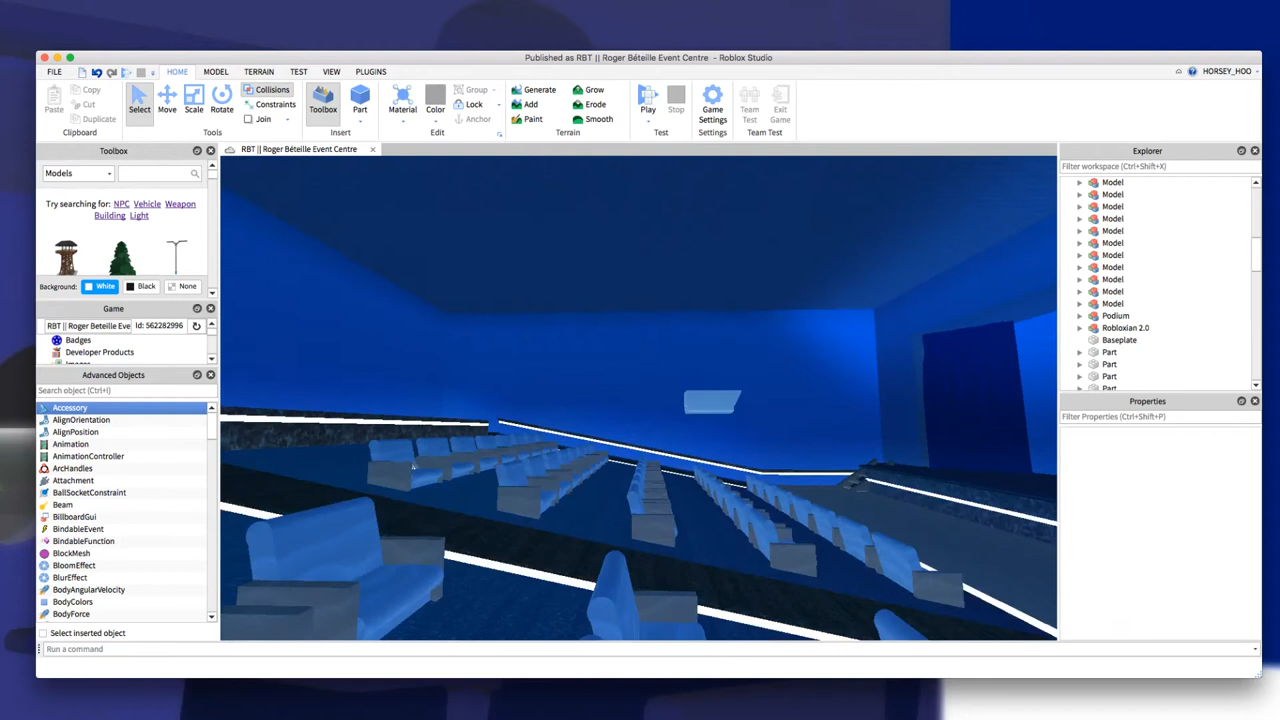 Published as RBT || Roger Béteille Event Centre - Roblox Studio
FILE HOME MODEL TERRAIN TEST VIEW PLUGINS HORSEY_HOO
Paste Copy Cut Duplicate
Clipboard
Select Move Scale Rotate Collisions Constraints Join
Tools
Toolbox Part
Insert
Material Color Group Lock Anchor
Edit
Generate Add Paint Grow Erode Smooth
Terrain
Play Stop
Test
Game Settings
Settings
Team Test Exit Game
Team Test
Toolbox
Models
Try searching for: NPC Vehicle Weapon
Building Light
Background: White Black None
Game
RBT || Roger Beteille Eve Id: 562282996
Badges
Developer Products
Advanced Objects
Search object (Ctrl+I)
Accessory
AlignOrientation
AlignPosition
Animation
AnimationController
ArcHandles
Attachment
BallSocketConstraint
Beam
BillboardGui
BindableEvent
BindableFunction
BlockMesh
BloomEffect
BlurEffect
BodyAngularVelocity
BodyColors
BodyForce
Select inserted object
Run a command
RBT || Roger Béteille Event Centre
Explorer
Filter workspace (Ctrl+Shift+X)
Model
Model
Model
Model
Model
Model
Model
Model
Model
Model
Model
Podium
Robloxian 2.0
Baseplate
Part
Part
Part
Part
Properties
Filter Properties (Ctrl+Shift+P)